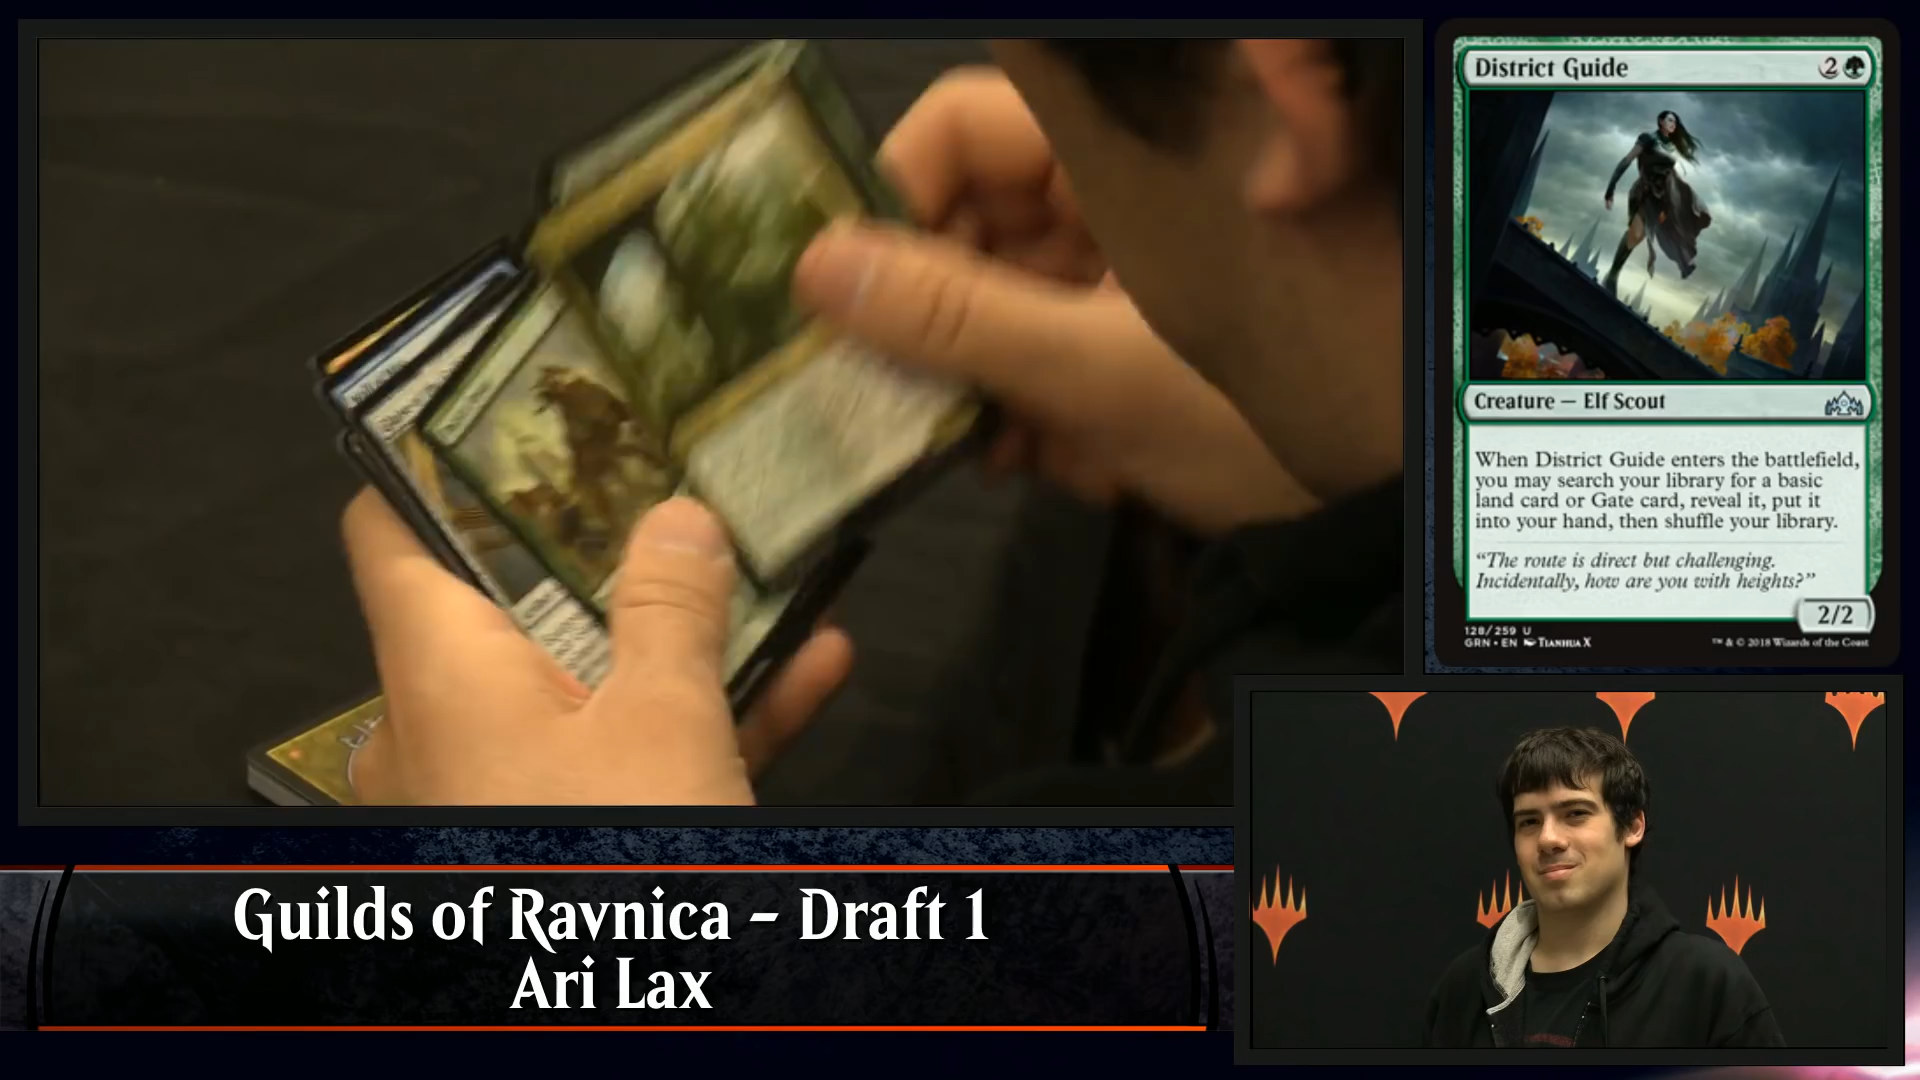 District Guide
2
Creature — Elf Scout
When District Guide enters the battlefield,
you may search your library for a basic
land card or Gate card, reveal it, put it
into your hand, then shuffle your library.
“The route is direct but challenging.
Incidentally, how are you with heights?”
2/2
128/259 U
GRN • EN TIANHUA X
™ & © 2018 Wizards of the Coast
Guilds of Ravnica – Draft 1
Ari Lax